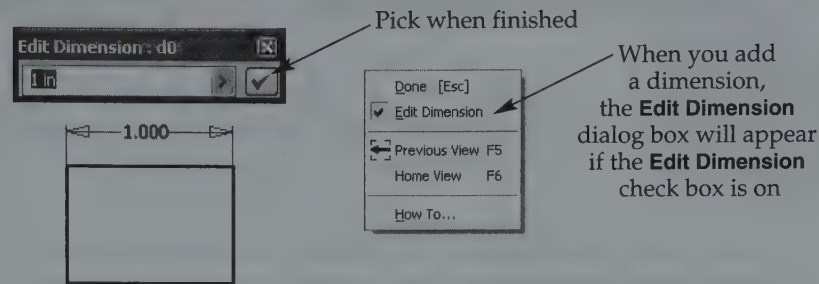 Pick when finished
Edit Dimension : d0
1 in
1.000
Done [Esc]
Edit Dimension
Previous View F5
Home View F6
How To...
When you add
a dimension,
the Edit Dimension
dialog box will appear
if the Edit Dimension
check box is on